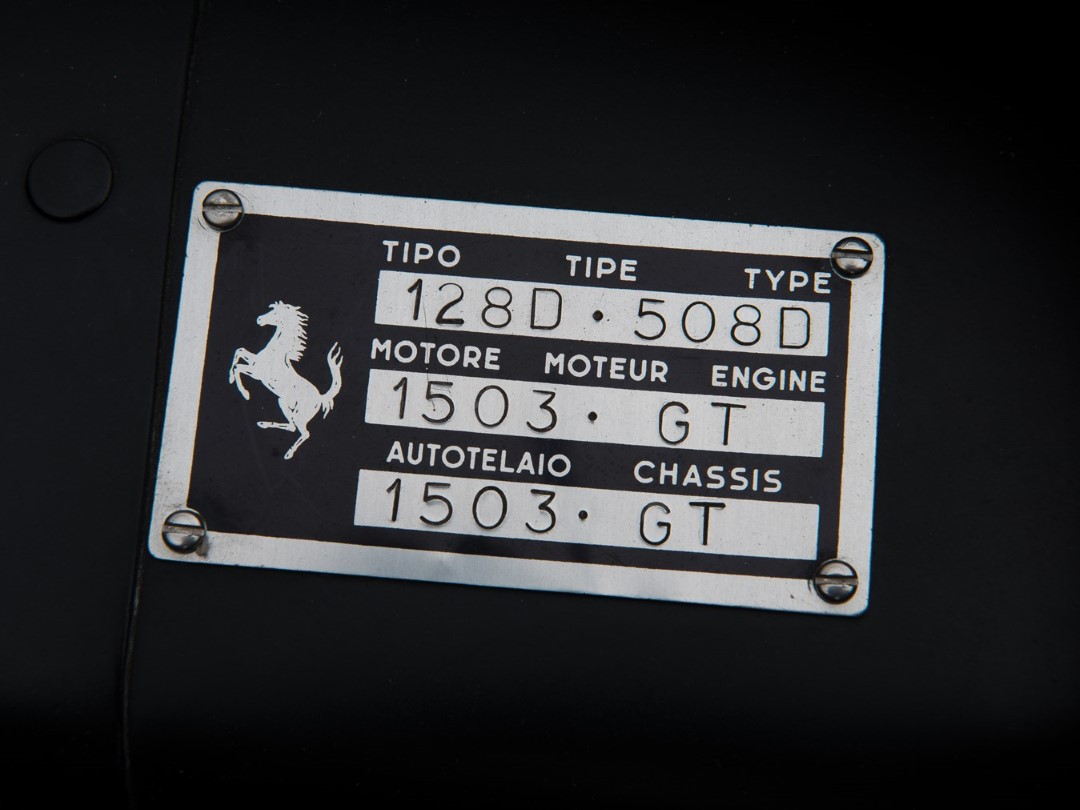 TIPO TIPE TYPE
128D · 508D
MOTORE MOTEUR ENGINE
1503 · GT
AUTOTELAIO CHASSIS
1503 · GT